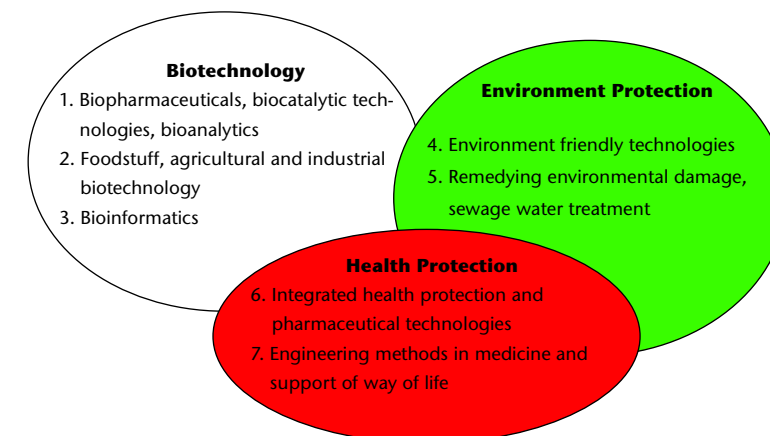 Biotechnology
1. Biopharmaceuticals, biocatalytic tech-
nologies, bioanalytics
2. Foodstuff, agricultural and industrial
biotechnology
3. Bioinformatics
Environment Protection
4. Environment friendly technologies
5. Remedying environmental damage,
sewage water treatment
Health Protection
6. Integrated health protection and
pharmaceutical technologies
7. Engineering methods in medicine and
support of way of life